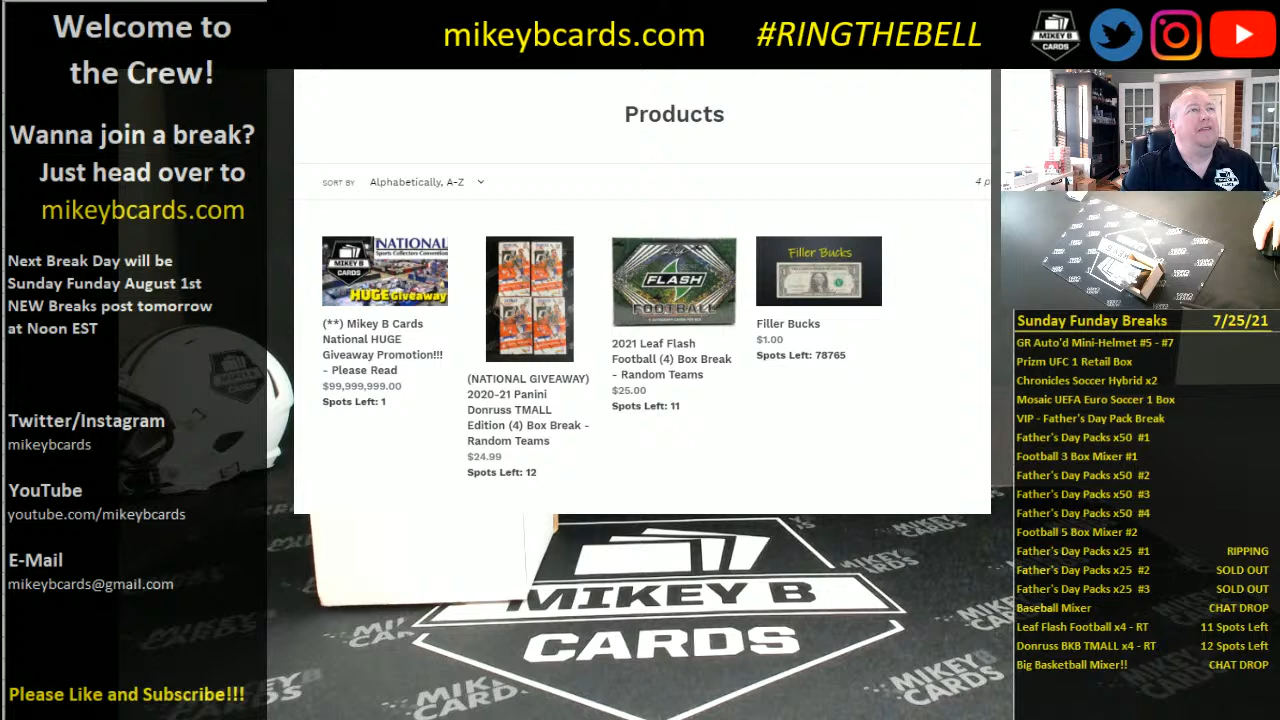 Welcome to
the Crew!
Wanna join a break?
Just head over to
mikeybcards.com
Next Break Day will be
Sunday Funday August 1st
NEW Breaks post tomorrow
at Noon EST
Twitter/Instagram
mikeybcards
YouTube
youtube.com/mikeybcards
E-Mail
mikeybcards@gmail.com
Please Like and Subscribe!!!
mikeybcards.com #RINGTHEBELL
MIKEY B
CARDS
Products
SORT BY Alphabetically, A-Z
4 p
MIKEY B
CARDS
NATIONAL
Sports Collectors Convention
HUGE Giveaway
(**) Mikey B Cards
National HUGE
Giveaway Promotion!!!
- Please Read
$99,999,999.00
Spots Left: 1
(NATIONAL GIVEAWAY)
2020-21 Panini
Donruss TMALL
Edition (4) Box Break -
Random Teams
$24.99
Spots Left: 12
FLASH
FOOTBALL
2021 Leaf Flash
Football (4) Box Break
- Random Teams
$25.00
Spots Left: 11
Filler Bucks
Filler Bucks
$1.00
Spots Left: 78765
MIKEY B
CARDS
MIKEY B
CARDS
Sunday Funday Breaks 7/25/21
GR Auto'd Mini-Helmet #5 - #7
Prizm UFC 1 Retail Box
Chronicles Soccer Hybrid x2
Mosaic UEFA Euro Soccer 1 Box
VIP - Father's Day Pack Break
Father's Day Packs x50 #1
Football 3 Box Mixer #1
Father's Day Packs x50 #2
Father's Day Packs x50 #3
Father's Day Packs x50 #4
Football 5 Box Mixer #2
Father's Day Packs x25 #1 RIPPING
Father's Day Packs x25 #2 SOLD OUT
Father's Day Packs x25 #3 SOLD OUT
Baseball Mixer CHAT DROP
Leaf Flash Football x4 - RT 11 Spots Left
Donruss BKB TMALL x4 - RT 12 Spots Left
Big Basketball Mixer!! CHAT DROP